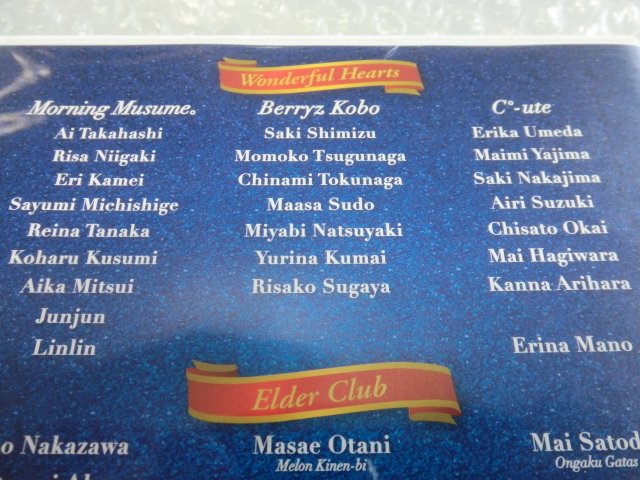 Wonderful Hearts
Morning Musume。
Ai Takahashi
Risa Niigaki
Eri Kamei
Sayumi Michishige
Reina Tanaka
Koharu Kusumi
Aika Mitsui
Junjun
Linlin
Berryz Kobo
Saki Shimizu
Momoko Tsugunaga
Chinami Tokunaga
Maasa Sudo
Miyabi Natsuyaki
Yurina Kumai
Risako Sugaya
C°-ute
Erika Umeda
Maimi Yajima
Saki Nakajima
Airi Suzuki
Chisato Okai
Mai Hagiwara
Kanna Arihara
Erina Mano
Elder Club
o Nakazawa
Masae Otani
Melon Kinen-bi
Mai Satod
Ongaku Gatas